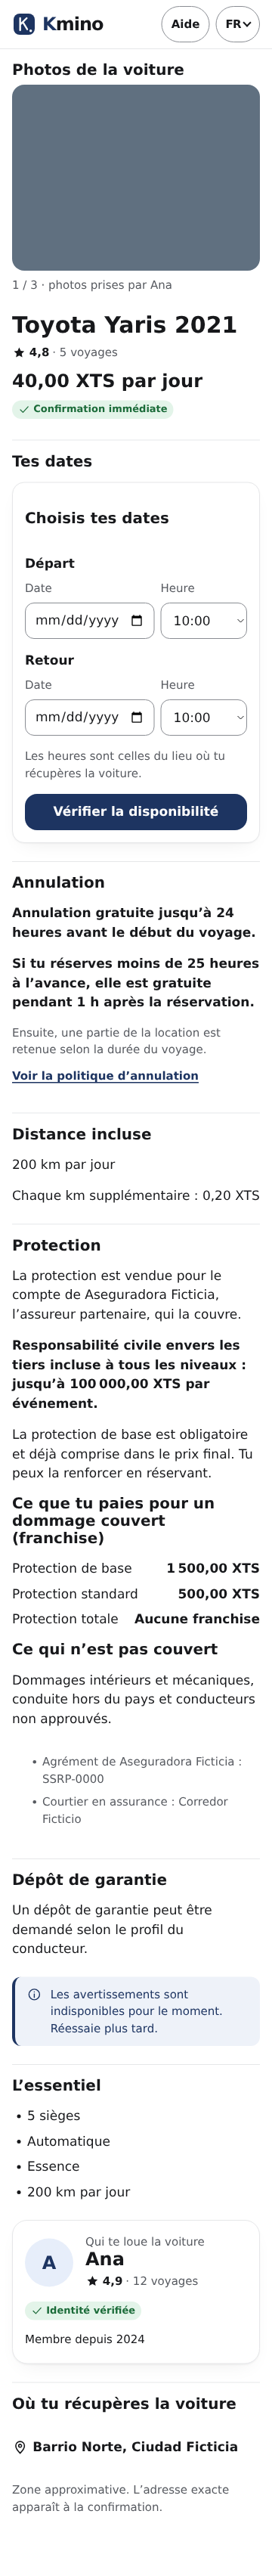 Kmino
Aide
FR
Photos de la voiture
1 / 3 · photos prises par Ana
Toyota Yaris 2021
★ 4,8 · 5 voyages
40,00 XTS par jour
Confirmation immédiate
Tes dates
Choisis tes dates
Départ
Date
Heure
mm/dd/yyyy
10:00
Retour
Date
Heure
mm/dd/yyyy
10:00
Les heures sont celles du lieu où tu
récupères la voiture.
Vérifier la disponibilité
Annulation
Annulation gratuite jusqu’à 24
heures avant le début du voyage.
Si tu réserves moins de 25 heures
à l’avance, elle est gratuite
pendant 1 h après la réservation.
Ensuite, une partie de la location est
retenue selon la durée du voyage.
Voir la politique d’annulation
Distance incluse
200 km par jour
Chaque km supplémentaire : 0,20 XTS
Protection
La protection est vendue pour le
compte de Aseguradora Ficticia,
l’assureur partenaire, qui la couvre.
Responsabilité civile envers les
tiers incluse à tous les niveaux :
jusqu’à 100 000,00 XTS par
événement.
La protection de base est obligatoire
et déjà comprise dans le prix final. Tu
peux la renforcer en réservant.
Ce que tu paies pour un
dommage couvert
(franchise)
Protection de base 1 500,00 XTS
Protection standard 500,00 XTS
Protection totale Aucune franchise
Ce qui n’est pas couvert
Dommages intérieurs et mécaniques,
conduite hors du pays et conducteurs
non approuvés.
• Agrément de Aseguradora Ficticia :
SSRP-0000
• Courtier en assurance : Corredor
Ficticio
Dépôt de garantie
Un dépôt de garantie peut être
demandé selon le profil du
conducteur.
Les avertissements sont
indisponibles pour le moment.
Réessaie plus tard.
L’essentiel
• 5 sièges
• Automatique
• Essence
• 200 km par jour
A
Qui te loue la voiture
Ana
★ 4,9 · 12 voyages
Identité vérifiée
Membre depuis 2024
Où tu récupères la voiture
Barrio Norte, Ciudad Ficticia
Zone approximative. L’adresse exacte
apparaît à la confirmation.